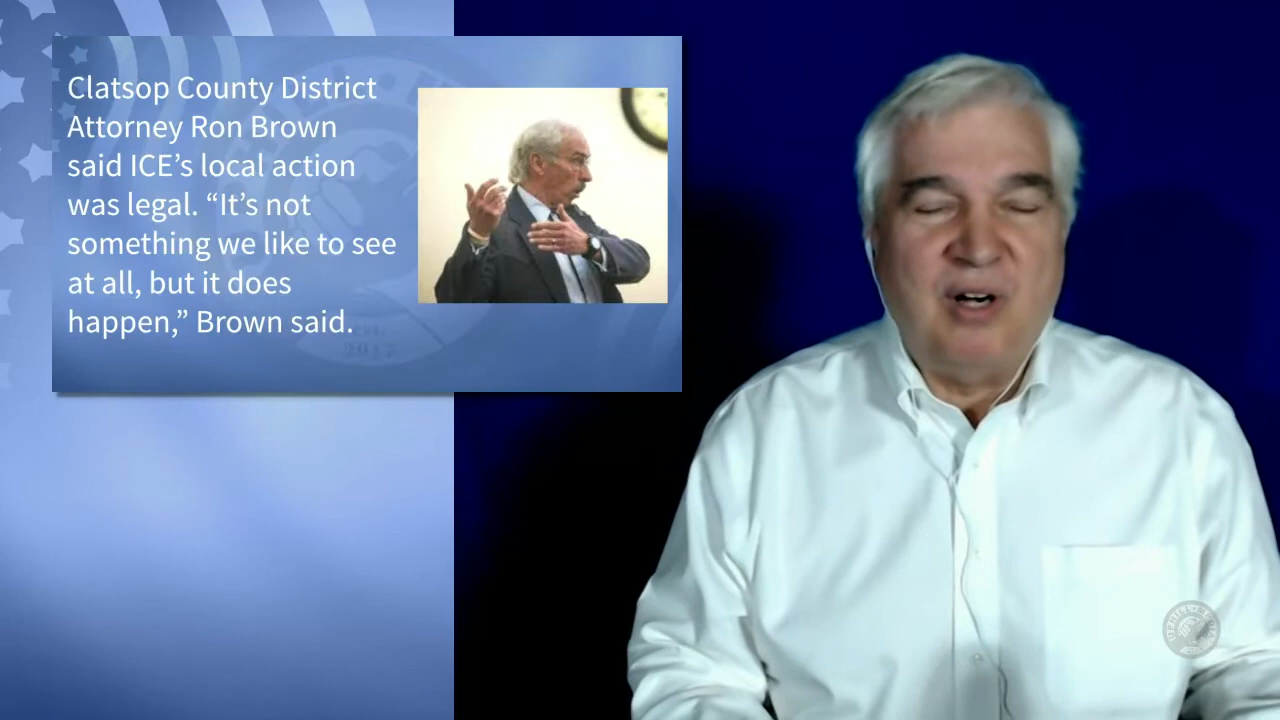 Clatsop County District
Attorney Ron Brown
said ICE’s local action
was legal. “It’s not
something we like to see
at all, but it does
happen,” Brown said.
2017